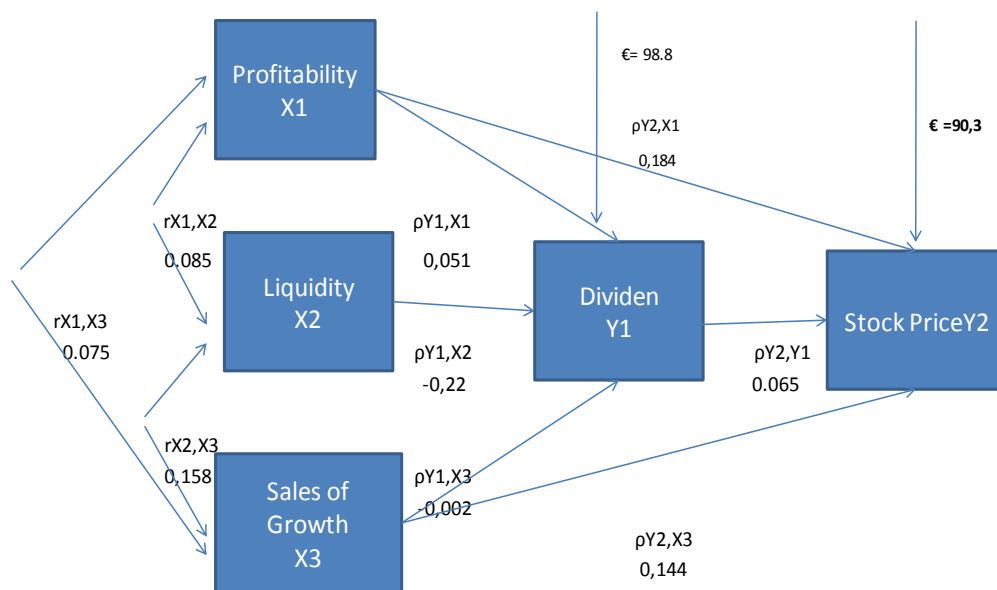 Profitability
X1
€= 98.8
ρY2,X1
0,184
€ =90,3
rX1,X2
0.085
ρY1,X1
0,051
Liquidity
X2
Dividen
Y1
Stock PriceY2
rX1,X3
0.075
ρY1,X2
-0,22
ρY2,Y1
0.065
rX2,X3
0,158
Sales of
Growth
X3
ρY1,X3
-0,002
ρY2,X3
0,144